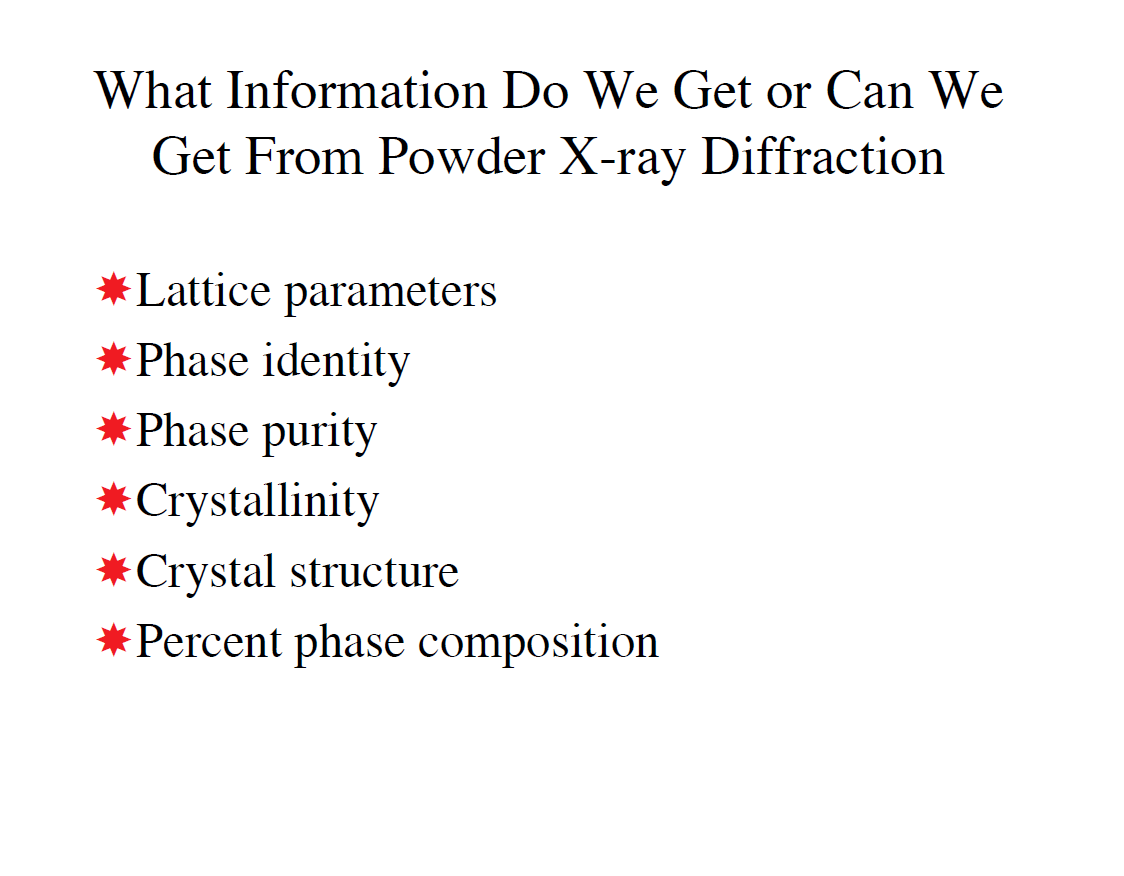 What Information Do We Get or Can We
Get From Powder X-ray Diffraction
Lattice parameters
Phase identity
Phase purity
Crystallinity
Crystal structure
Percent phase composition